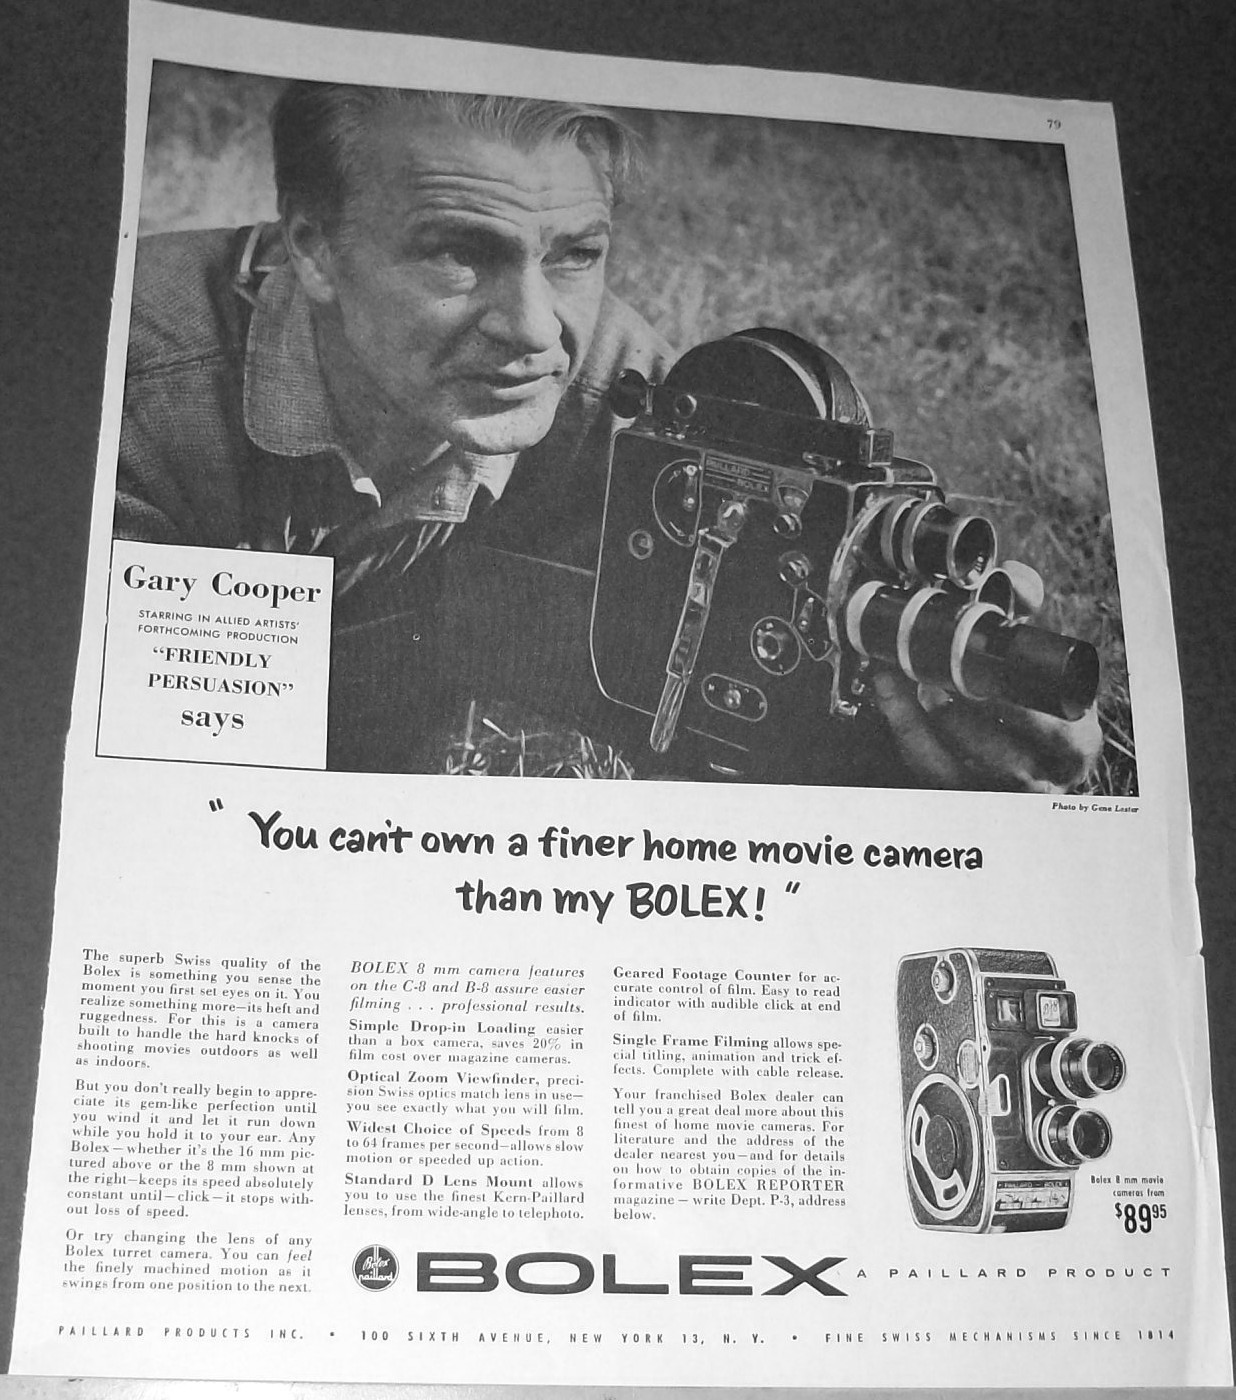 79
Gary Cooper
STARRING IN ALLIED ARTISTS'
FORTHCOMING PRODUCTION
“FRIENDLY
PERSUASION”
says
PAILLARD
BOLEX
Photo by Gene Lester
“You can't own a finer home movie camera
than my BOLEX!”
The superb Swiss quality of the
Bolex is something you sense the
moment you first set eyes on it. You
realize something more—its heft and
ruggedness. For this is a camera
built to handle the hard knocks of
shooting movies outdoors as well
as indoors.
But you don't really begin to appre-
ciate its gem-like perfection until
you wind it and let it run down
while you hold it to your ear. Any
Bolex—whether it's the 16 mm pic-
tured above or the 8 mm shown at
the right—keeps its speed absolutely
constant until—click—it stops with-
out loss of speed.
Or try changing the lens of any
Bolex turret camera. You can feel
the finely machined motion as it
swings from one position to the next.
BOLEX 8 mm camera features
on the C-8 and B-8 assure easier
filming . . . professional results.
Simple Drop-in Loading easier
than a box camera, saves 20% in
film cost over magazine cameras.
Optical Zoom Viewfinder, preci-
sion Swiss optics match lens in use—
you see exactly what you will film.
Widest Choice of Speeds from 8
to 64 frames per second—allows slow
motion or speeded up action.
Standard D Lens Mount allows
you to use the finest Kern-Paillard
lenses, from wide-angle to telephoto.
Geared Footage Counter for ac-
curate control of film. Easy to read
indicator with audible click at end
of film.
Single Frame Filming allows spe-
cial titling, animation and trick ef-
fects. Complete with cable release.
Your franchised Bolex dealer can
tell you a great deal more about this
finest of home movie cameras. For
literature and the address of the
dealer nearest you—and for details
on how to obtain copies of the in-
formative BOLEX REPORTER
magazine — write Dept. P-3, address
below.
PAILLARD BOLEX
Bolex 8 mm movie
cameras from
$89.95
Bolex
paillard
BOLEX A PAILLARD PRODUCT
PAILLARD PRODUCTS INC. • 100 SIXTH AVENUE, NEW YORK 13, N. Y. • FINE SWISS MECHANISMS SINCE 1814